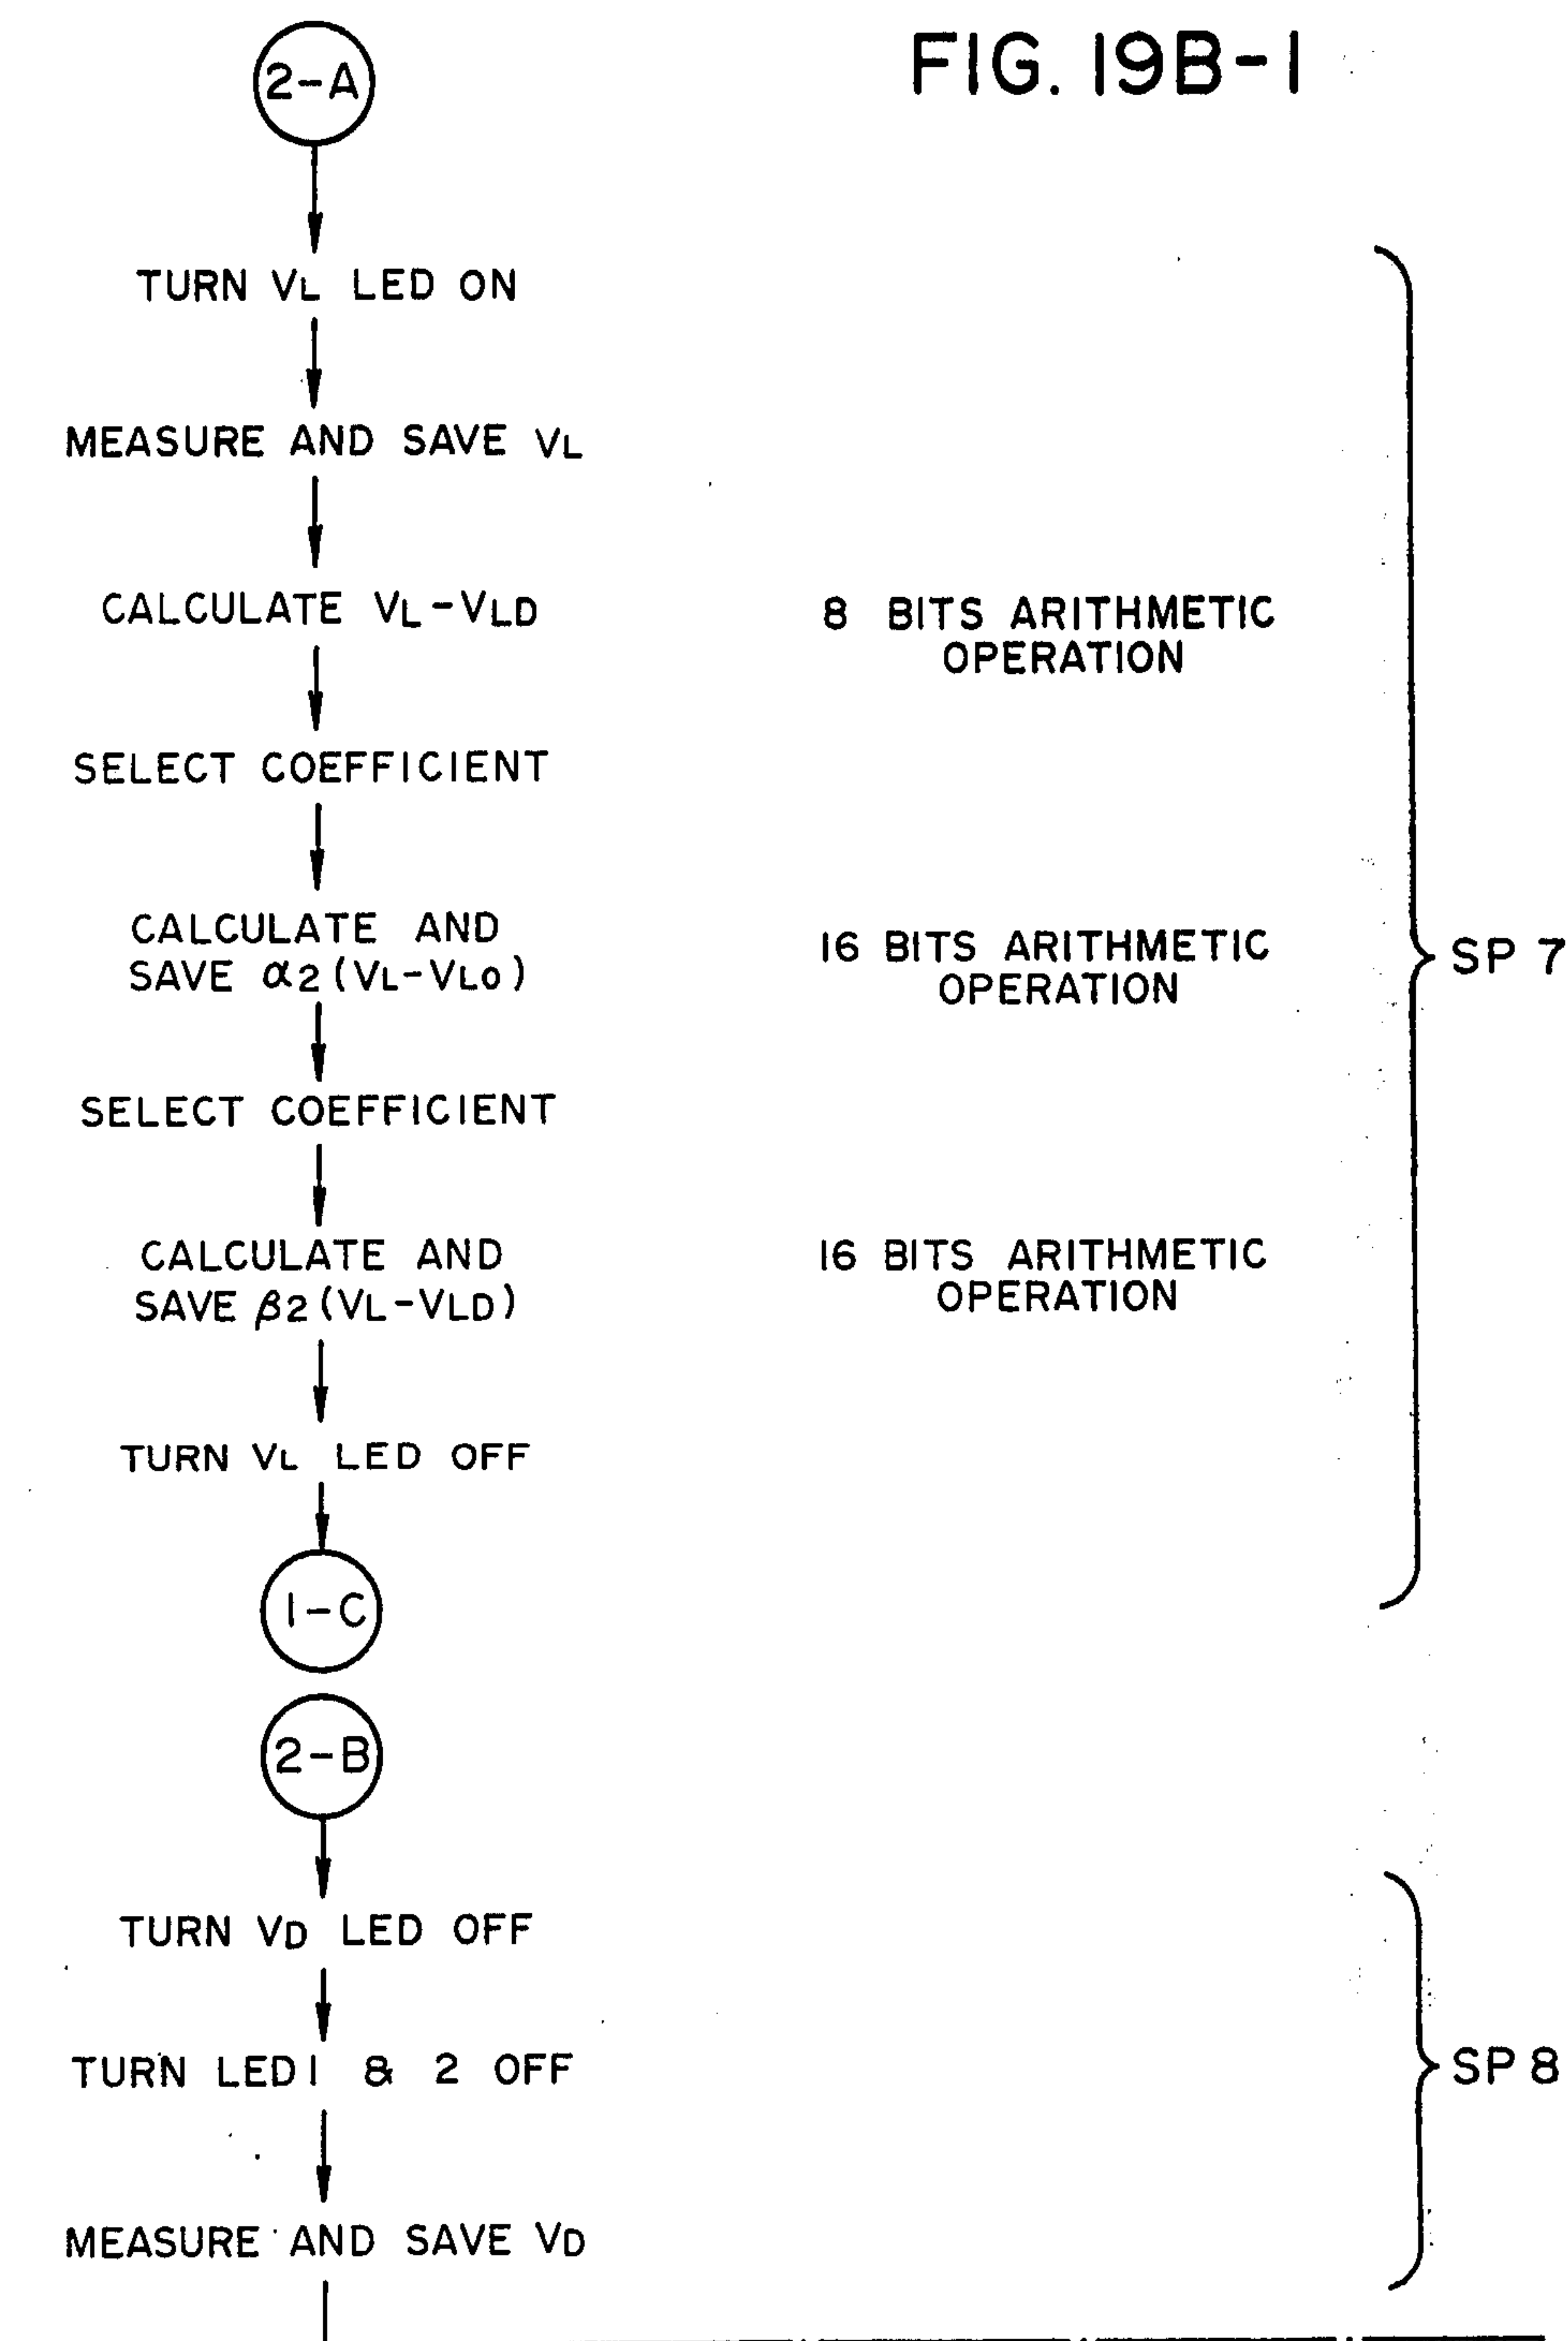 FIG. 19B-1
2-A
TURN VL LED ON
MEASURE AND SAVE VL
CALCULATE VL-VLD
8 BITS ARITHMETIC
OPERATION
SELECT COEFFICIENT
CALCULATE AND
SAVE α2(VL-VLO)
16 BITS ARITHMETIC
OPERATION
SP 7
SELECT COEFFICIENT
CALCULATE AND
SAVE β2(VL-VLD)
16 BITS ARITHMETIC
OPERATION
TURN VL LED OFF
1-C
2-B
TURN VD LED OFF
TURN LED1 & 2 OFF
SP 8
MEASURE AND SAVE VD